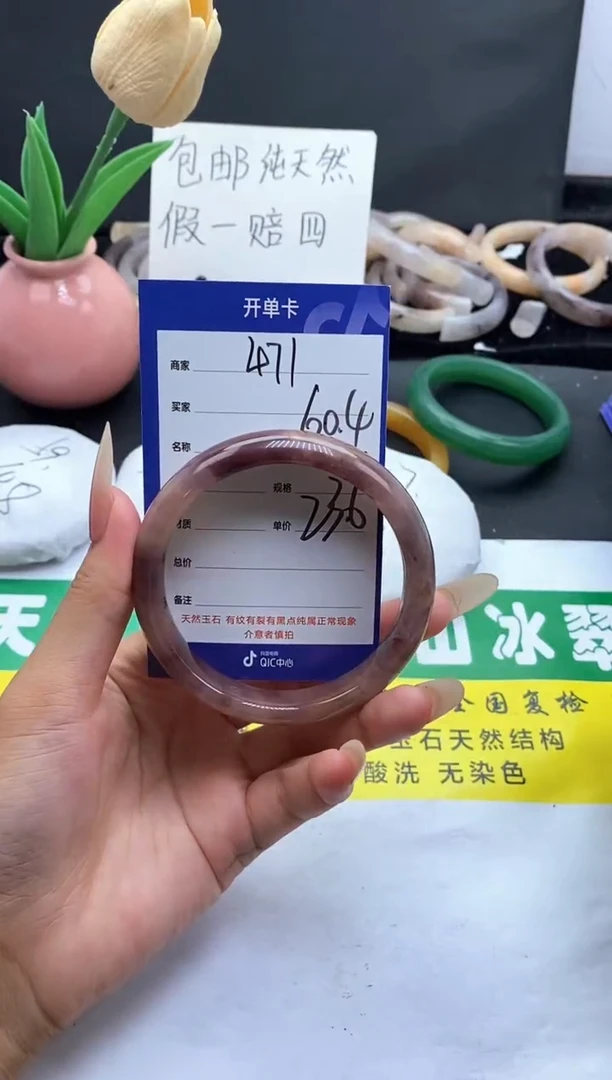 包邮纯天然
假一赔四
开单卡
商家 471
买家
60.4
名称
规格
材质 单价 236
总价
备注
天然玉石 有纹有裂有黑点纯属正常现象
介意者慎拍
抖音电商
QIC中心
天
山冰翠
全国复检
玉石天然结构
酸洗 无染色